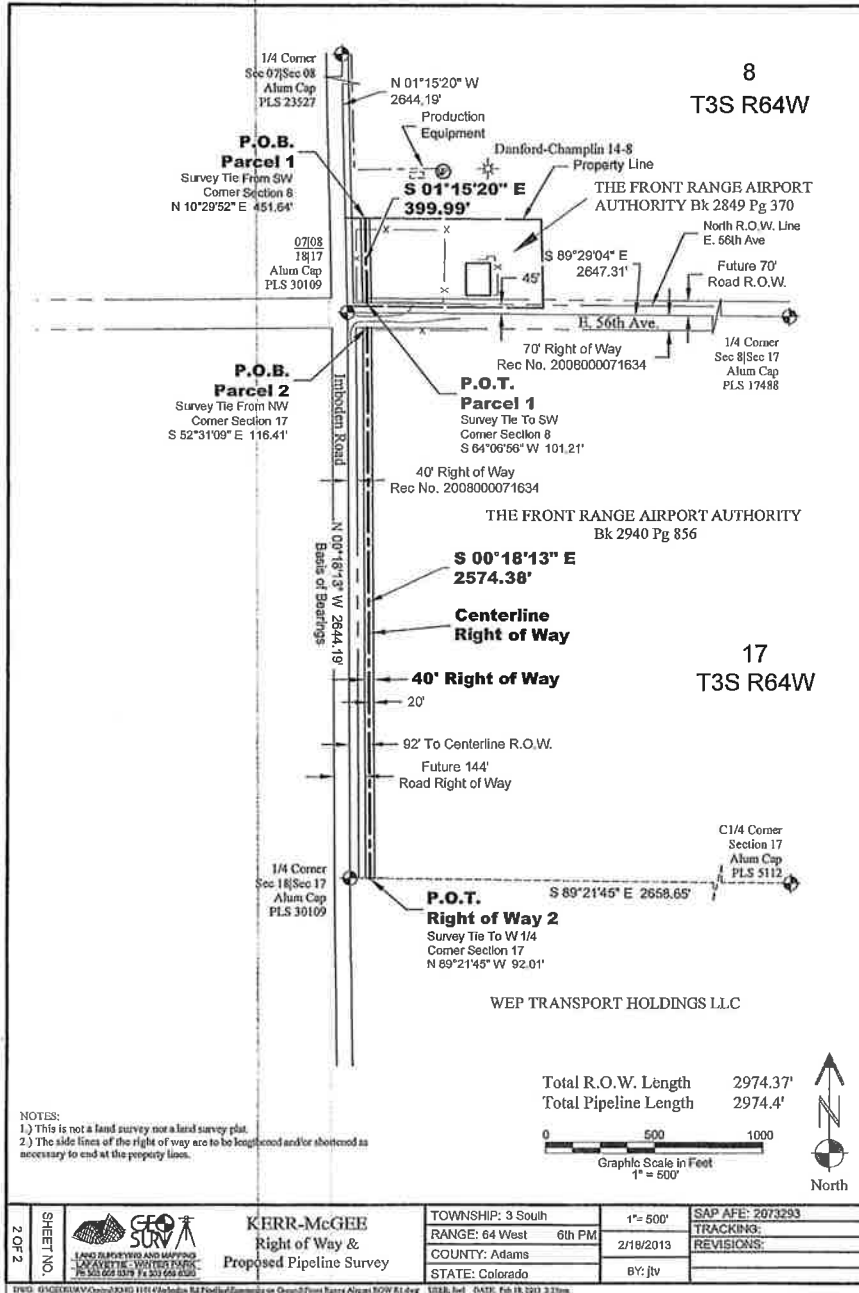 1/4 Corner
Sec 07|Sec 08
Alum Cap
PLS 23527
N 01°15'20" W
2644.19'
Production
Equipment
8
T3S R64W
P.O.B.
Parcel 1
Survey Tie From SW
Corner Section 8
N 10°29'52" E 451.64'
Danford-Champlin 14-8
Property Line
S 01°15'20" E
399.99'
THE FRONT RANGE AIRPORT
AUTHORITY Bk 2849 Pg 370
North R.O.W. Line
E. 56th Ave
07|08
18|17
Alum Cap
PLS 30109
S 89°29'04" E
2647.31'
Future 70'
Road R.O.W.
45'
E. 56th Ave.
1/4 Corner
Sec 8|Sec 17
Alum Cap
PLS 17488
70' Right of Way
Rec No. 2008000071634
P.O.B.
Parcel 2
Survey Tie From NW
Corner Section 17
S 52°31'09" E 116.41'
Imboden Road
P.O.T.
Parcel 1
Survey Tie To SW
Corner Section 8
S 64°06'56" W 101.21'
40' Right of Way
Rec No. 2008000071634
THE FRONT RANGE AIRPORT AUTHORITY
Bk 2940 Pg 856
N 00°18'13" W 2644.19'
Basis of Bearings
S 00°18'13" E
2574.38'
Centerline
Right of Way
17
T3S R64W
40' Right of Way
20'
92' To Centerline R.O.W.
Future 144'
Road Right of Way
C1/4 Corner
Section 17
Alum Cap
PLS 5112
1/4 Corner
Sec 18|Sec 17
Alum Cap
PLS 30109
S 89°21'45" E 2658.65'
P.O.T.
Right of Way 2
Survey Tie To W 1/4
Corner Section 17
N 89°21'45" W 92.01'
WEP TRANSPORT HOLDINGS LLC
Total R.O.W. Length 2974.37'
Total Pipeline Length 2974.4'
0 500 1000
Graphic Scale in Feet
1" = 500'
N
North
NOTES:
1.) This is not a land survey nor a land survey plat.
2.) The side lines of the right of way are to be lengthened and/or shortened as
necessary to end at the property lines.
SHEET NO.
2 OF 2
GEO SURV
LAND SURVEYING AND MAPPING
LAFAYETTE - WINTER PARK
KERR-McGEE
Right of Way &
Proposed Pipeline Survey
TOWNSHIP: 3 South
RANGE: 64 West 6th PM
COUNTY: Adams
STATE: Colorado
1"= 500'
2/18/2013
BY: jtv
SAP AFE: 2073293
TRACKING:
REVISIONS: